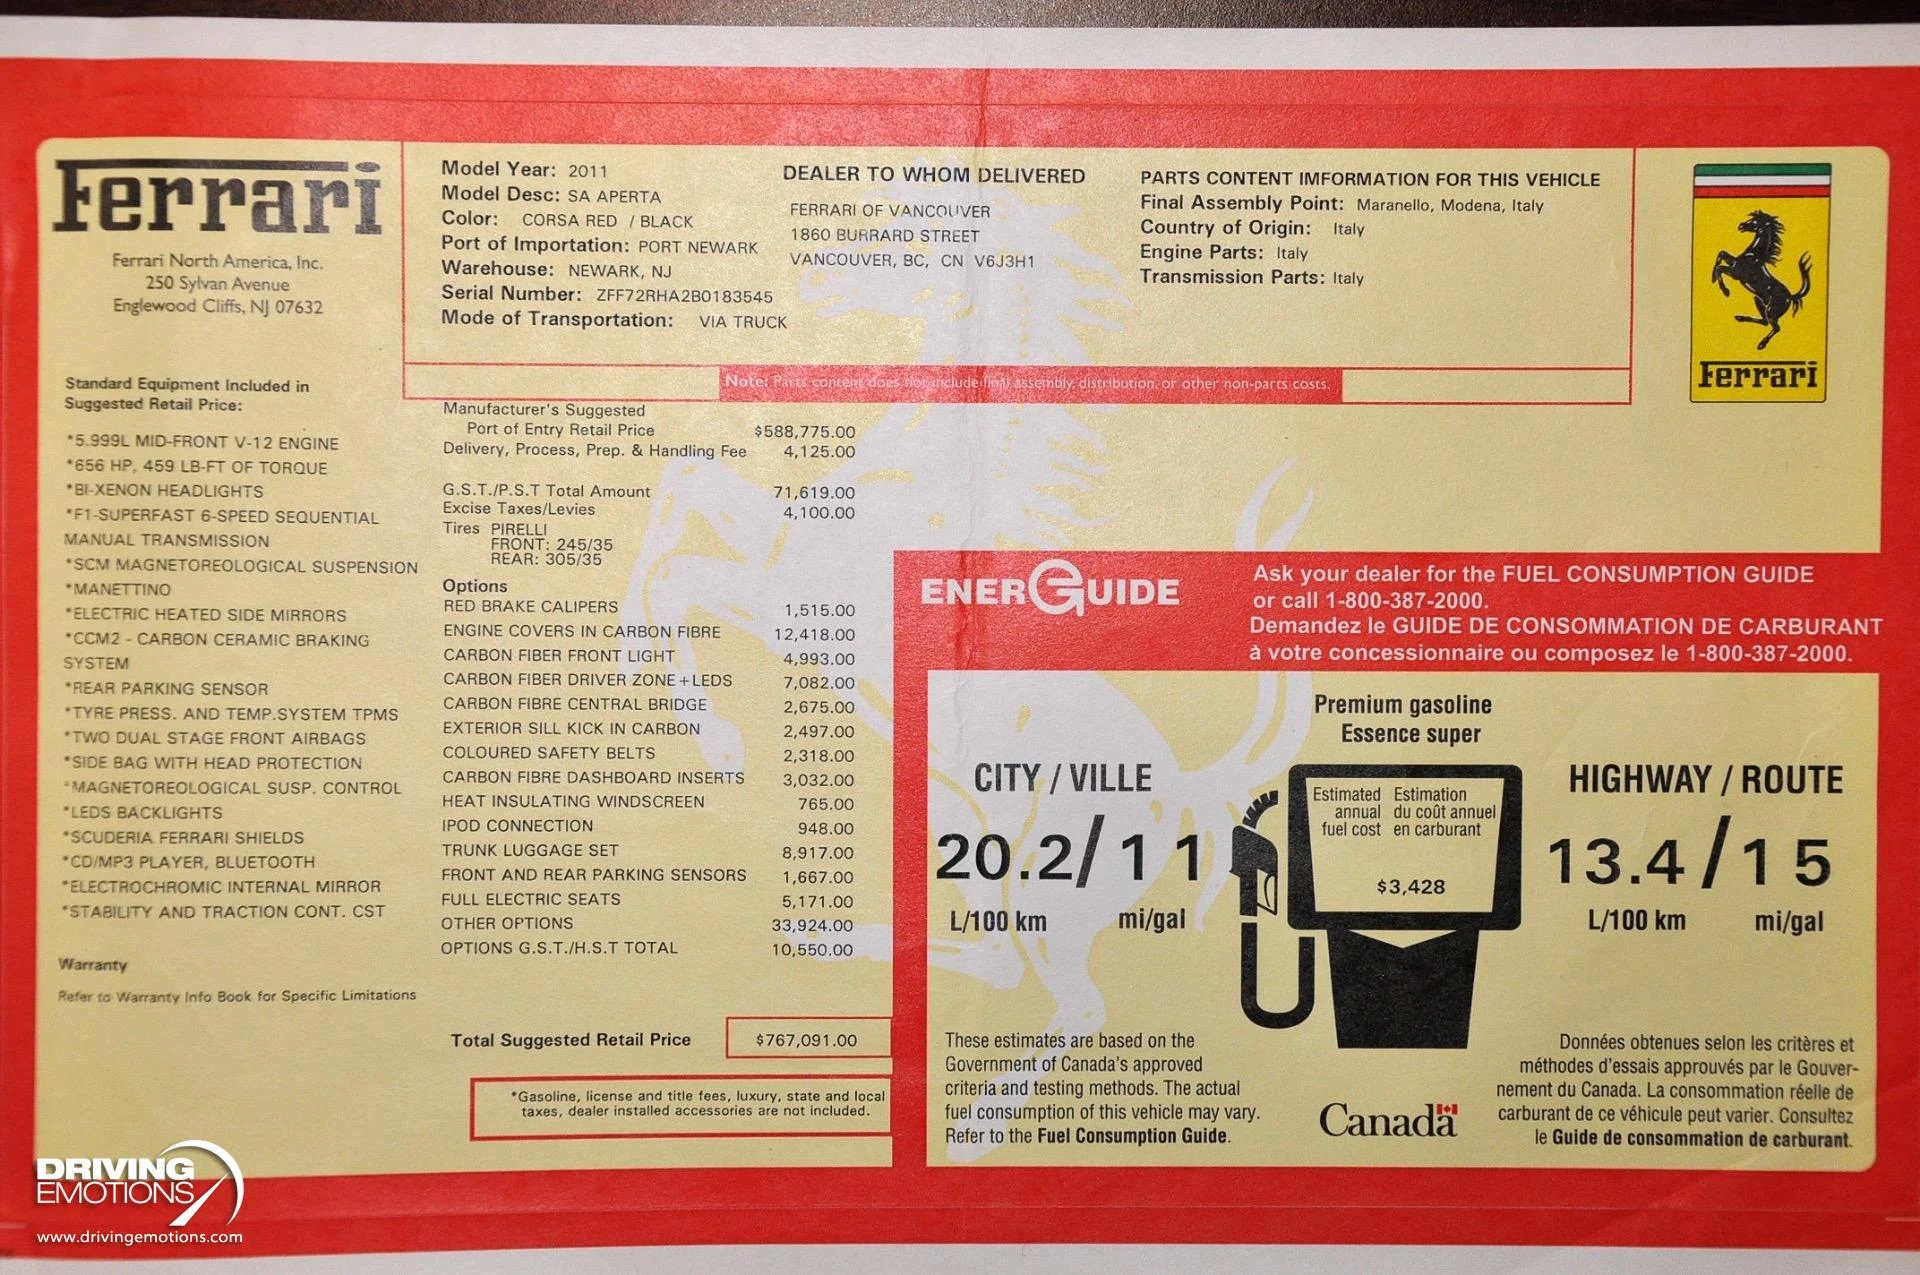 Ferrari
Ferrari North America, Inc.
250 Sylvan Avenue
Englewood Cliffs, NJ 07632
Model Year: 2011
Model Desc: SA APERTA
Color: CORSA RED / BLACK
Port of Importation: PORT NEWARK
Warehouse: NEWARK, NJ
Serial Number: ZFF72RHA2B0183545
Mode of Transportation: VIA TRUCK
DEALER TO WHOM DELIVERED
FERRARI OF VANCOUVER
1860 BURRARD STREET
VANCOUVER, BC, CN V6J3H1
PARTS CONTENT IMFORMATION FOR THIS VEHICLE
Final Assembly Point: Maranello, Modena, Italy
Country of Origin: Italy
Engine Parts: Italy
Transmission Parts: Italy
Ferrari
Note: Parts content does not include final assembly, distribution, or other non-parts costs.
Standard Equipment Included in
Suggested Retail Price:
*5.999L MID-FRONT V-12 ENGINE
*656 HP, 459 LB-FT OF TORQUE
*BI-XENON HEADLIGHTS
*F1-SUPERFAST 6-SPEED SEQUENTIAL
MANUAL TRANSMISSION
*SCM MAGNETOREOLOGICAL SUSPENSION
*MANETTINO
*ELECTRIC HEATED SIDE MIRRORS
*CCM2 - CARBON CERAMIC BRAKING
SYSTEM
*REAR PARKING SENSOR
*TYRE PRESS. AND TEMP.SYSTEM TPMS
*TWO DUAL STAGE FRONT AIRBAGS
*SIDE BAG WITH HEAD PROTECTION
*MAGNETOREOLOGICAL SUSP. CONTROL
*LEDS BACKLIGHTS
*SCUDERIA FERRARI SHIELDS
*CD/MP3 PLAYER, BLUETOOTH
*ELECTROCHROMIC INTERNAL MIRROR
*STABILITY AND TRACTION CONT. CST
Warranty
Refer to Warranty Info Book for Specific Limitations
Manufacturer's Suggested
Port of Entry Retail Price $588,775.00
Delivery, Process, Prep. & Handling Fee 4,125.00
G.S.T./P.S.T Total Amount 71,619.00
Excise Taxes/Levies 4,100.00
Tires PIRELLI
FRONT: 245/35
REAR: 305/35
Options
RED BRAKE CALIPERS 1,515.00
ENGINE COVERS IN CARBON FIBRE 12,418.00
CARBON FIBER FRONT LIGHT 4,993.00
CARBON FIBER DRIVER ZONE+LEDS 7,082.00
CARBON FIBRE CENTRAL BRIDGE 2,675.00
EXTERIOR SILL KICK IN CARBON 2,497.00
COLOURED SAFETY BELTS 2,318.00
CARBON FIBRE DASHBOARD INSERTS 3,032.00
HEAT INSULATING WINDSCREEN 765.00
IPOD CONNECTION 948.00
TRUNK LUGGAGE SET 8,917.00
FRONT AND REAR PARKING SENSORS 1,667.00
FULL ELECTRIC SEATS 5,171.00
OTHER OPTIONS 33,924.00
OPTIONS G.S.T./H.S.T TOTAL 10,550.00
Total Suggested Retail Price $767,091.00
*Gasoline, license and title fees, luxury, state and local
taxes, dealer installed accessories are not included.
ENERGUIDE
Ask your dealer for the FUEL CONSUMPTION GUIDE
or call 1-800-387-2000.
Demandez le GUIDE DE CONSOMMATION DE CARBURANT
à votre concessionnaire ou composez le 1-800-387-2000.
Premium gasoline
Essence super
CITY / VILLE
20.2/11
L/100 km mi/gal
Estimated Estimation
annual du coût annuel
fuel cost en carburant
$3,428
HIGHWAY / ROUTE
13.4/15
L/100 km mi/gal
These estimates are based on the
Government of Canada's approved
criteria and testing methods. The actual
fuel consumption of this vehicle may vary.
Refer to the Fuel Consumption Guide.
Canada
Données obtenues selon les critères et
méthodes d'essais approuvés par le Gouver-
nement du Canada. La consommation réelle de
carburant de ce véhicule peut varier. Consultez
le Guide de consommation de carburant.
DRIVING
EMOTIONS
www.drivingemotions.com